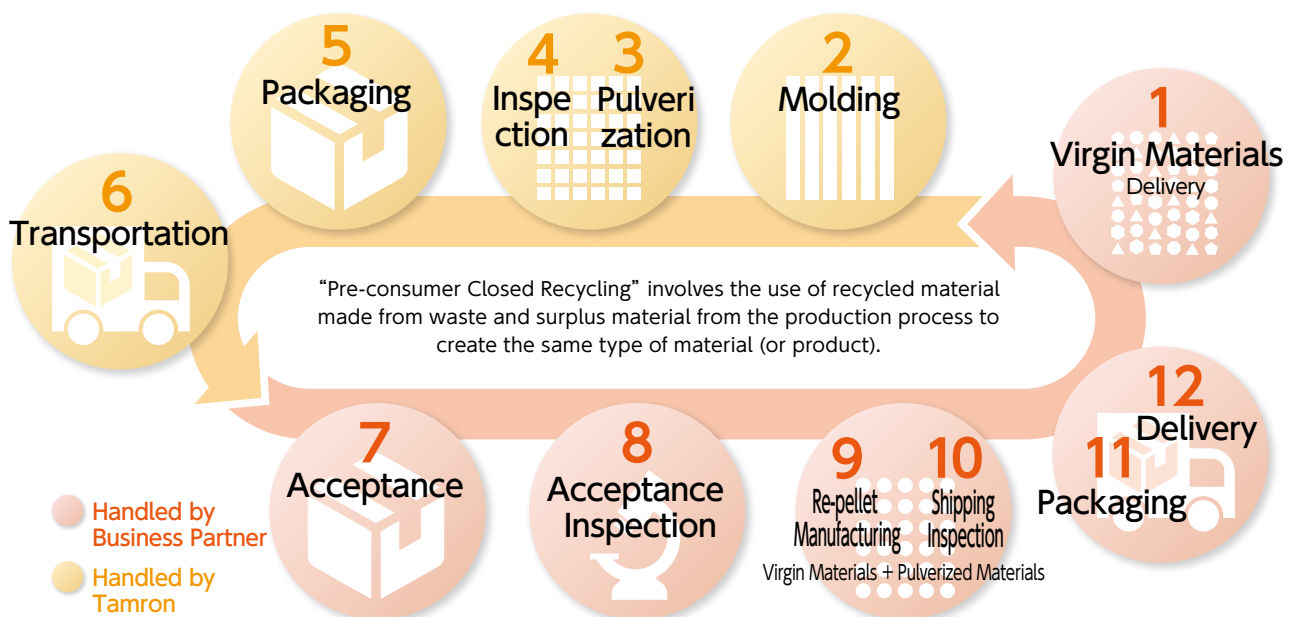 1
Virgin Materials
Delivery
2
Molding
3
Pulveri
zation
4
Inspe
ction
5
Packaging
6
Transportation
“Pre-consumer Closed Recycling” involves the use of recycled material
made from waste and surplus material from the production process to
create the same type of material (or product).
7
Acceptance
8
Acceptance
Inspection
9
Re-pellet
Manufacturing
10
Shipping
Inspection
Virgin Materials + Pulverized Materials
11
Packaging
12
Delivery
Handled by
Business Partner
Handled by
Tamron